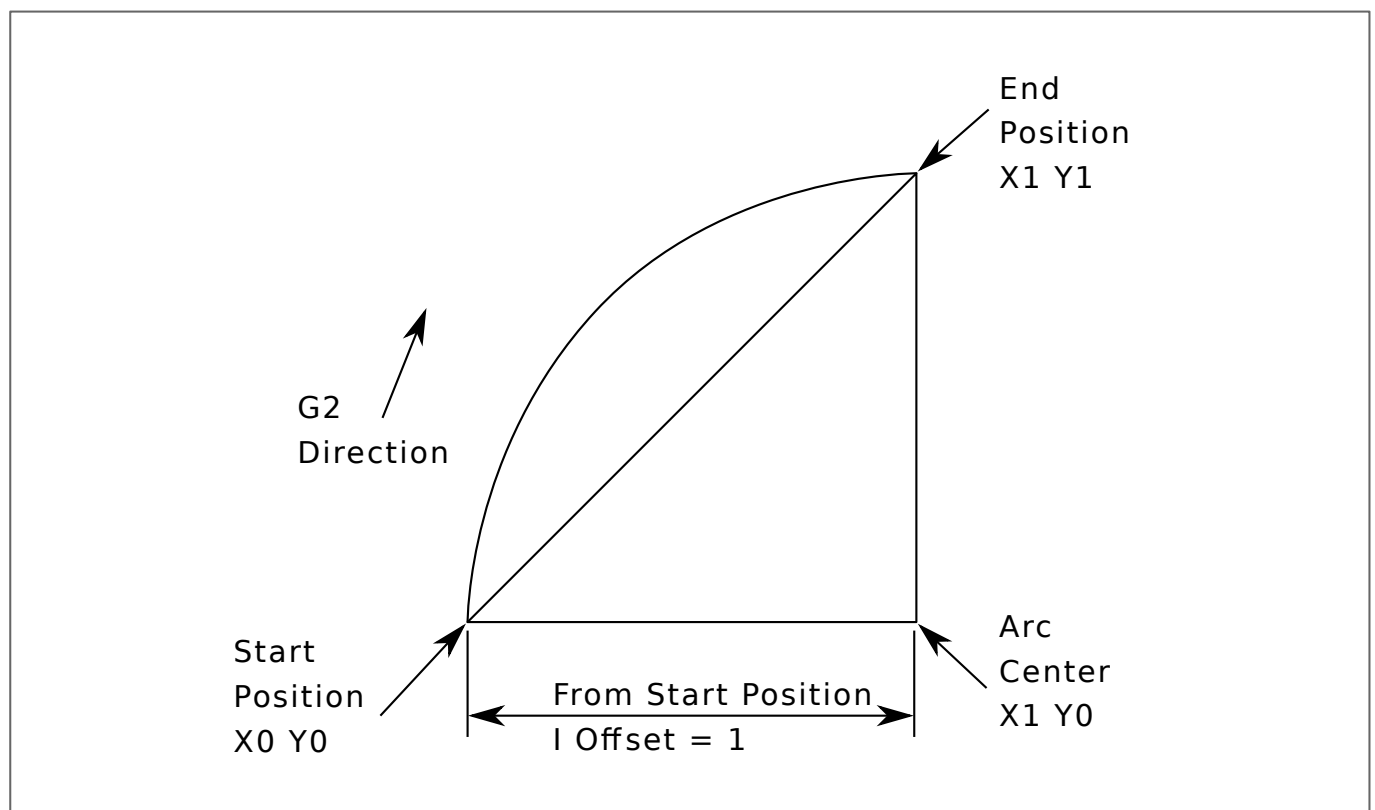 End
Position
X1 Y1
G2
Direction
Start
Position
X0 Y0
From Start Position
I Offset = 1
Arc
Center
X1 Y0